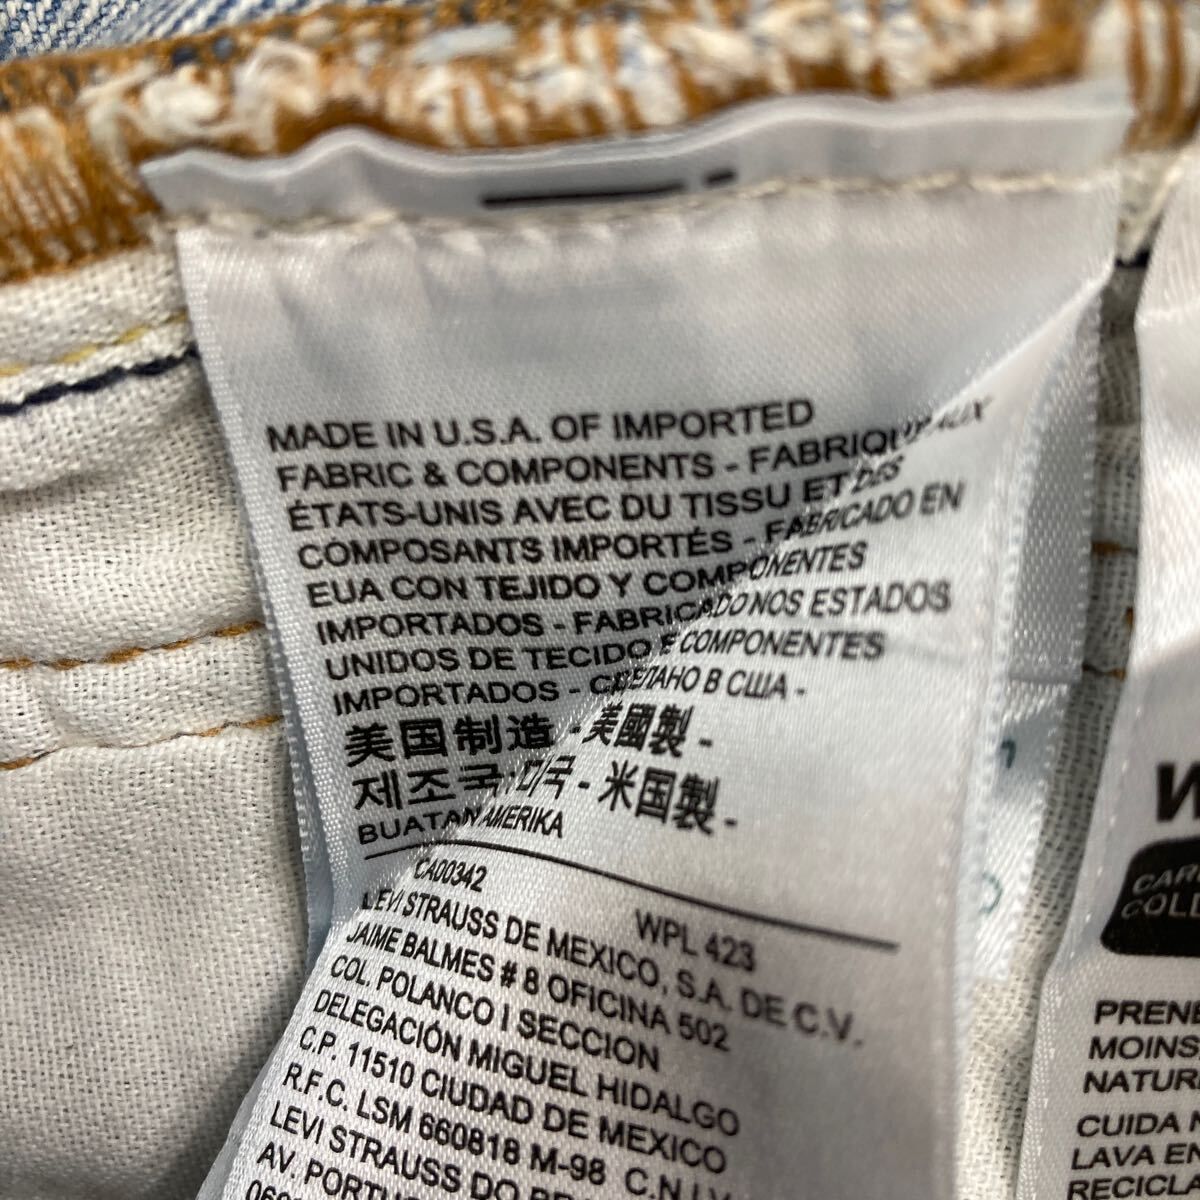 MADE IN U.S.A. OF IMPORTED
FABRIC & COMPONENTS - FABRIQUÉ AUX
ÉTATS-UNIS AVEC DU TISSU ET DES
COMPOSANTS IMPORTÉS - FABRICADO EN
EUA CON TEJIDO Y COMPONENTES
IMPORTADOS - FABRICADO NOS ESTADOS
UNIDOS DE TECIDO E COMPONENTES
IMPORTADOS - СДЕЛАНО В США -
美国制造 - 美國製 -
제조국:미국 - 米国製 -
BUATAN AMERIKA
CA00342 WPL 423
LEVI STRAUSS DE MEXICO, S.A. DE C.V.
JAIME BALMES # 8 OFICINA 502
COL. POLANCO I SECCION
DELEGACIÓN MIGUEL HIDALGO
C.P. 11510 CIUDAD DE MEXICO
R.F.C. LSM 660818 M-98
LEVI STRAUSS DO
AV.
PRENE
MOINS
CUIDA
LAVA EN